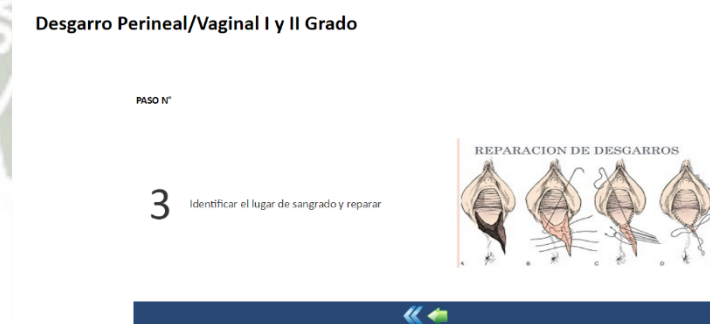 Desgarro Perineal/Vaginal I y II Grado
PASO N°
REPARACION DE DESGARROS
3 Identificar el lugar de sangrado y reparar
A B C D